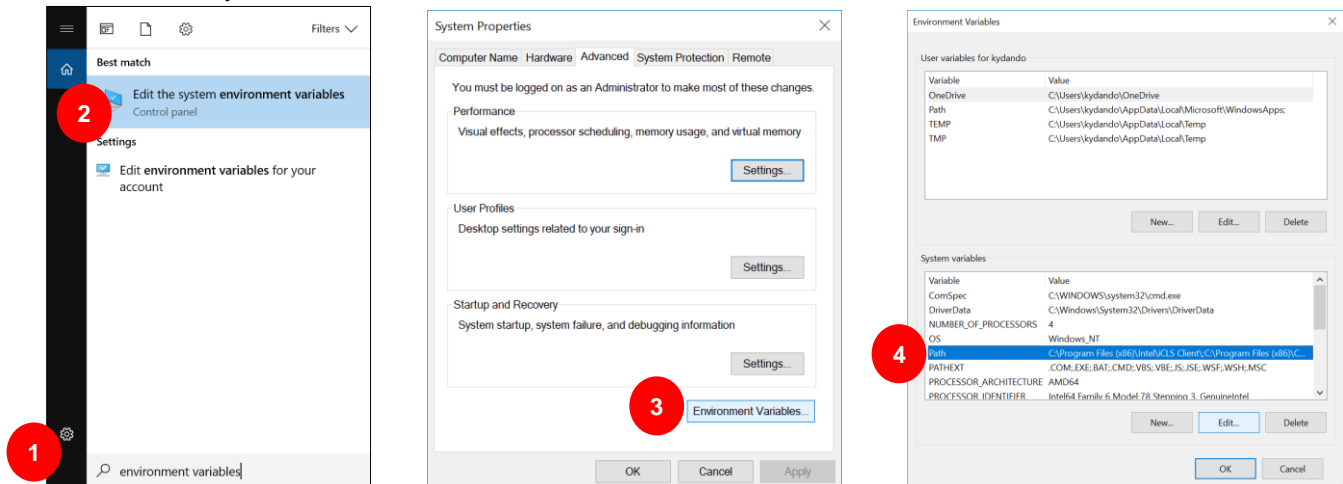 Filters
Best match
2
Edit the system environment variables
Control panel
Settings
Edit environment variables for your
account
1
environment variables
System Properties
Computer Name Hardware Advanced System Protection Remote
You must be logged on as an Administrator to make most of these changes.
Performance
Visual effects, processor scheduling, memory usage, and virtual memory
Settings...
User Profiles
Desktop settings related to your sign-in
Settings...
Startup and Recovery
System startup, system failure, and debugging information
Settings...
3
Environment Variables...
OK Cancel Apply
Environment Variables
User variables for kydando
Variable Value
OneDrive C:\Users\kydando\OneDrive
Path C:\Users\kydando\AppData\Local\Microsoft\WindowsApps;
TEMP C:\Users\kydando\AppData\Local\Temp
TMP C:\Users\kydando\AppData\Local\Temp
New... Edit... Delete
System variables
Variable Value
ComSpec C:\WINDOWS\system32\cmd.exe
DriverData C:\Windows\System32\Drivers\DriverData
NUMBER_OF_PROCESSORS 4
OS Windows_NT
4
Path C:\Program Files (x86)\Intel\iCLS Client\;C:\Program Files (x86)\C...
PATHEXT .COM;.EXE;.BAT;.CMD;.VBS;.VBE;.JS;.JSE;.WSF;.WSH;.MSC
PROCESSOR_ARCHITECTURE AMD64
PROCESSOR_IDENTIFIER Intel64 Family 6 Model 78 Stepping 3, GenuineIntel
New... Edit... Delete
OK Cancel